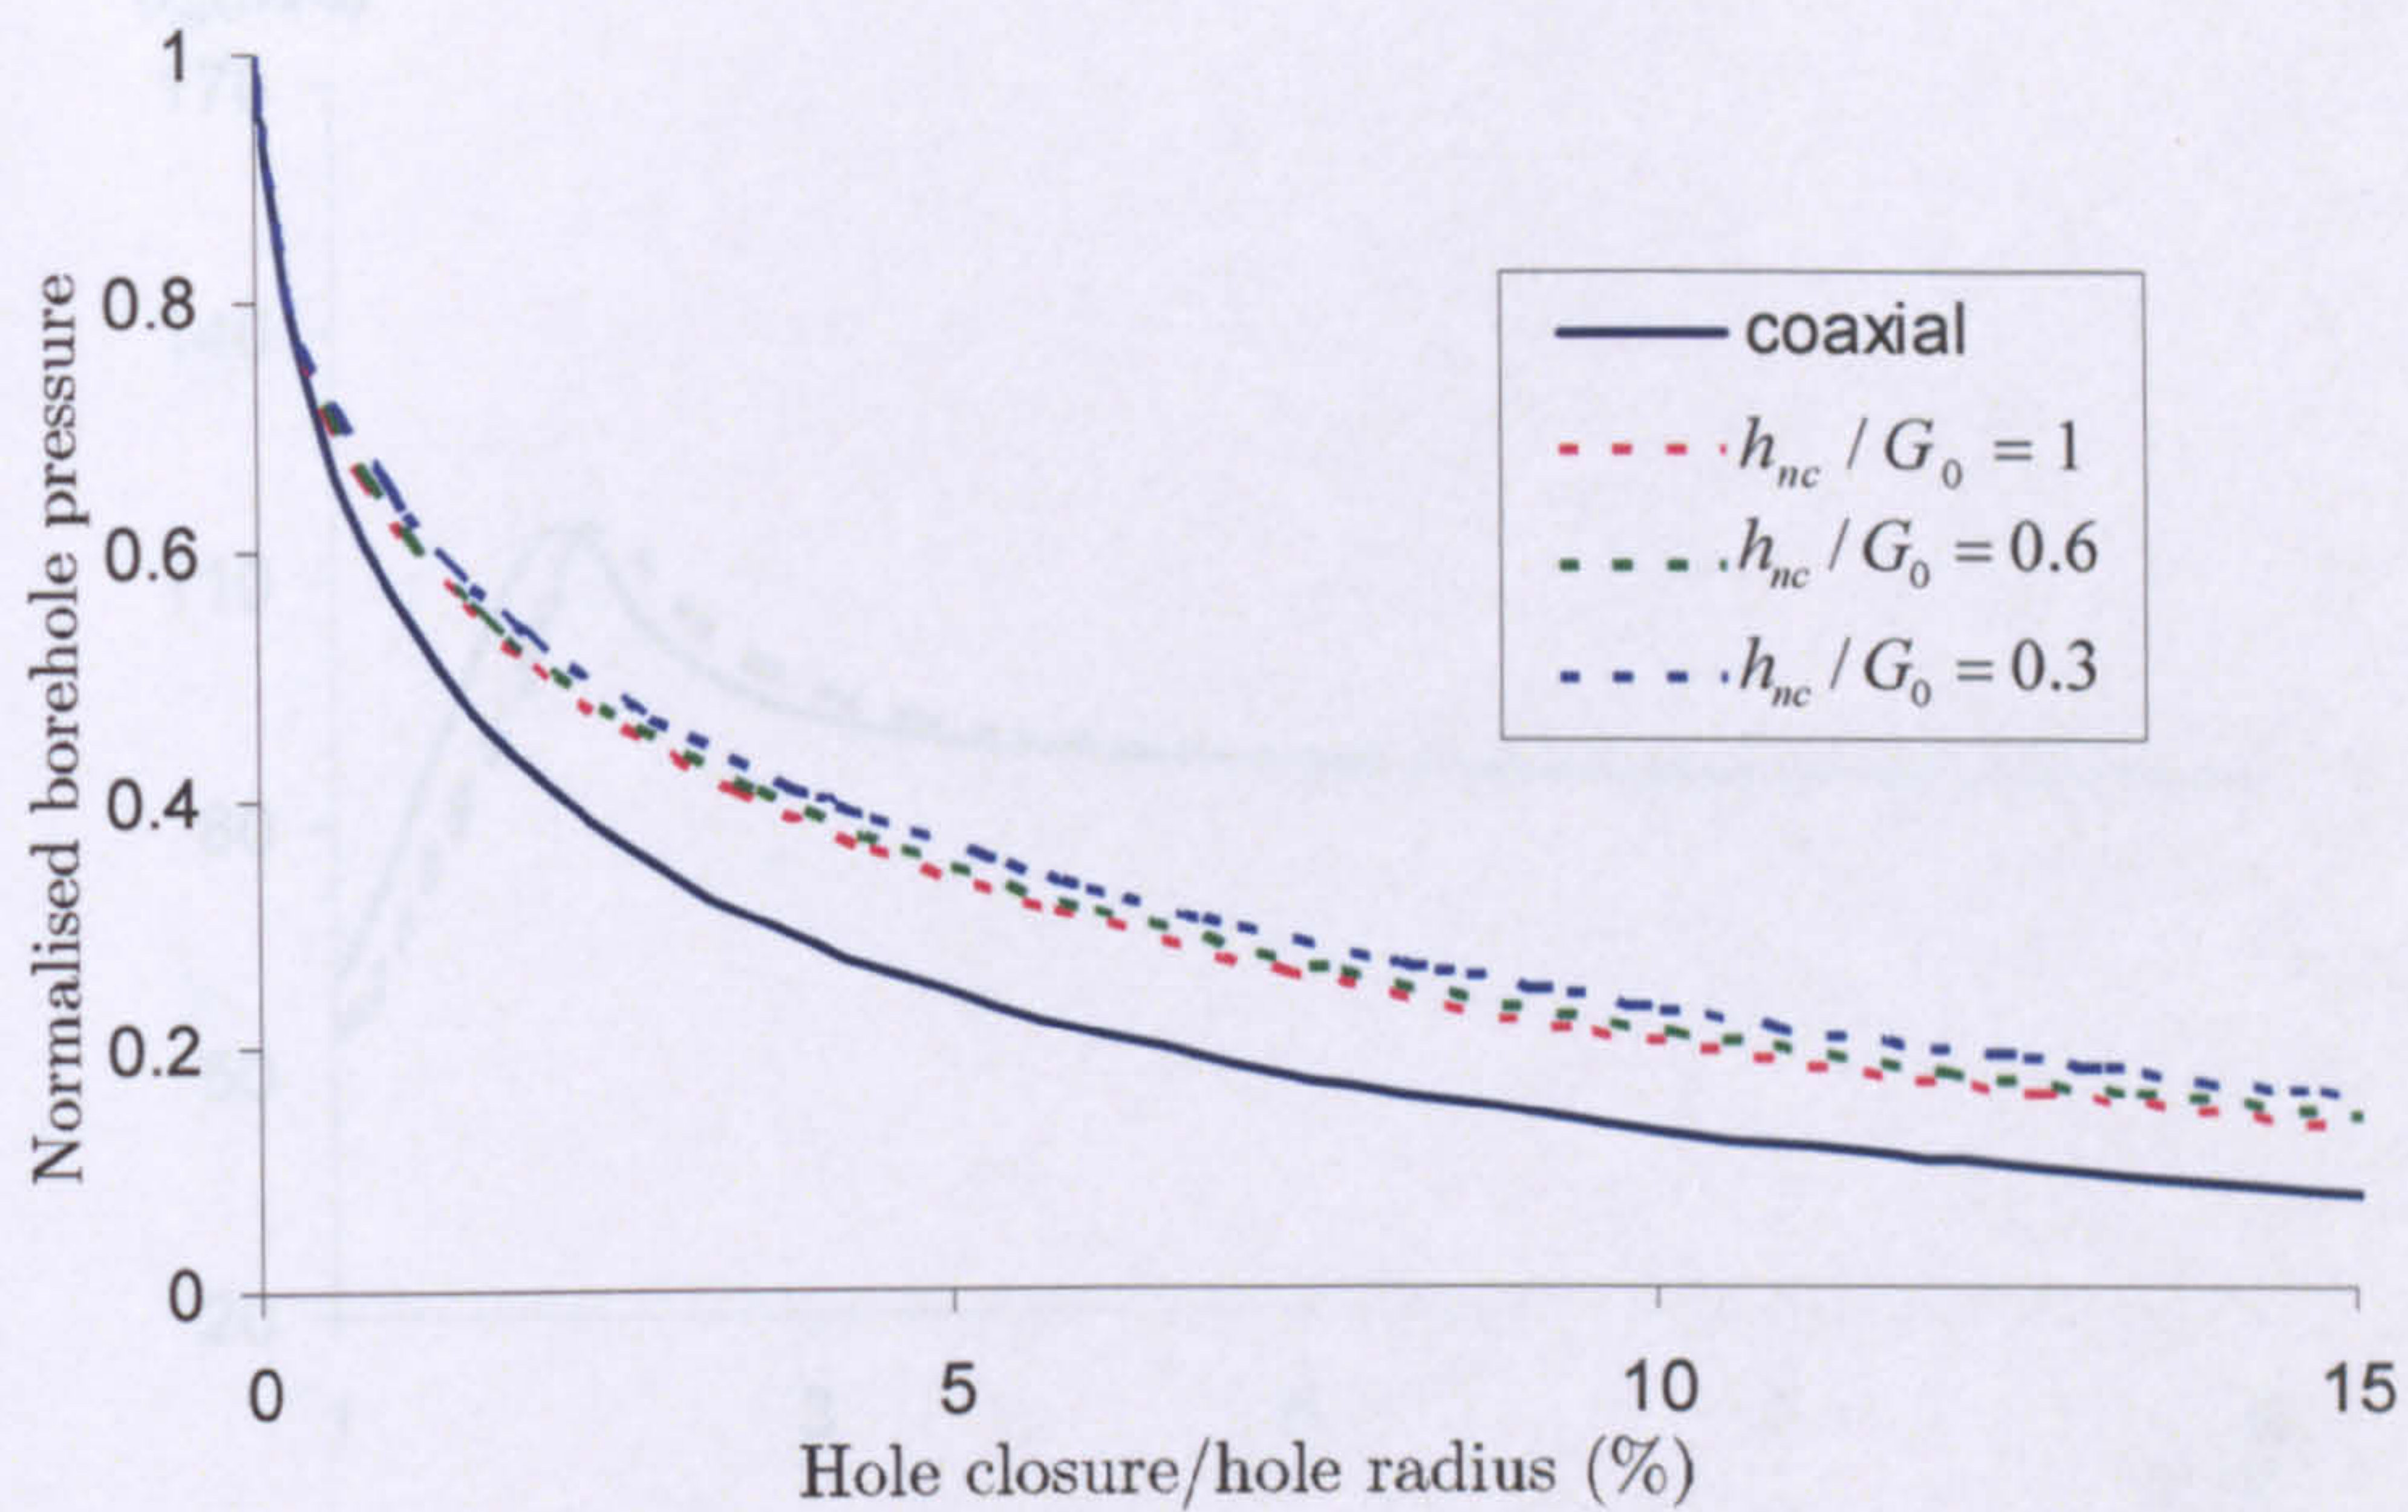 1
0.8
0.6
0.4
0.2
0
Normalised borehole pressure
coaxial
h_nc / G_0 = 1
h_nc / G_0 = 0.6
h_nc / G_0 = 0.3
0 5 10 15
Hole closure/hole radius (%)